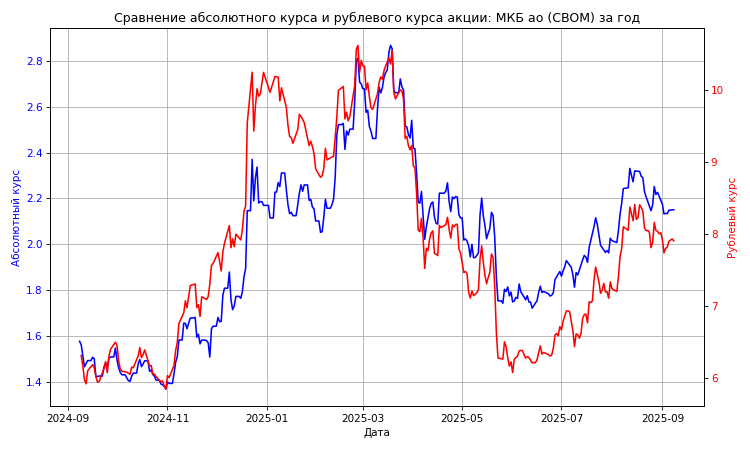 Сравнение абсолютного курса и рублевого курса акции: МКБ ао (CBOM) за год
Абсолютный курс
2.8
2.6
2.4
2.2
2.0
1.8
1.6
1.4
10
9
8
7
6
Рублевый курс
2024-09 2024-11 2025-01 2025-03 2025-05 2025-07 2025-09
Дата